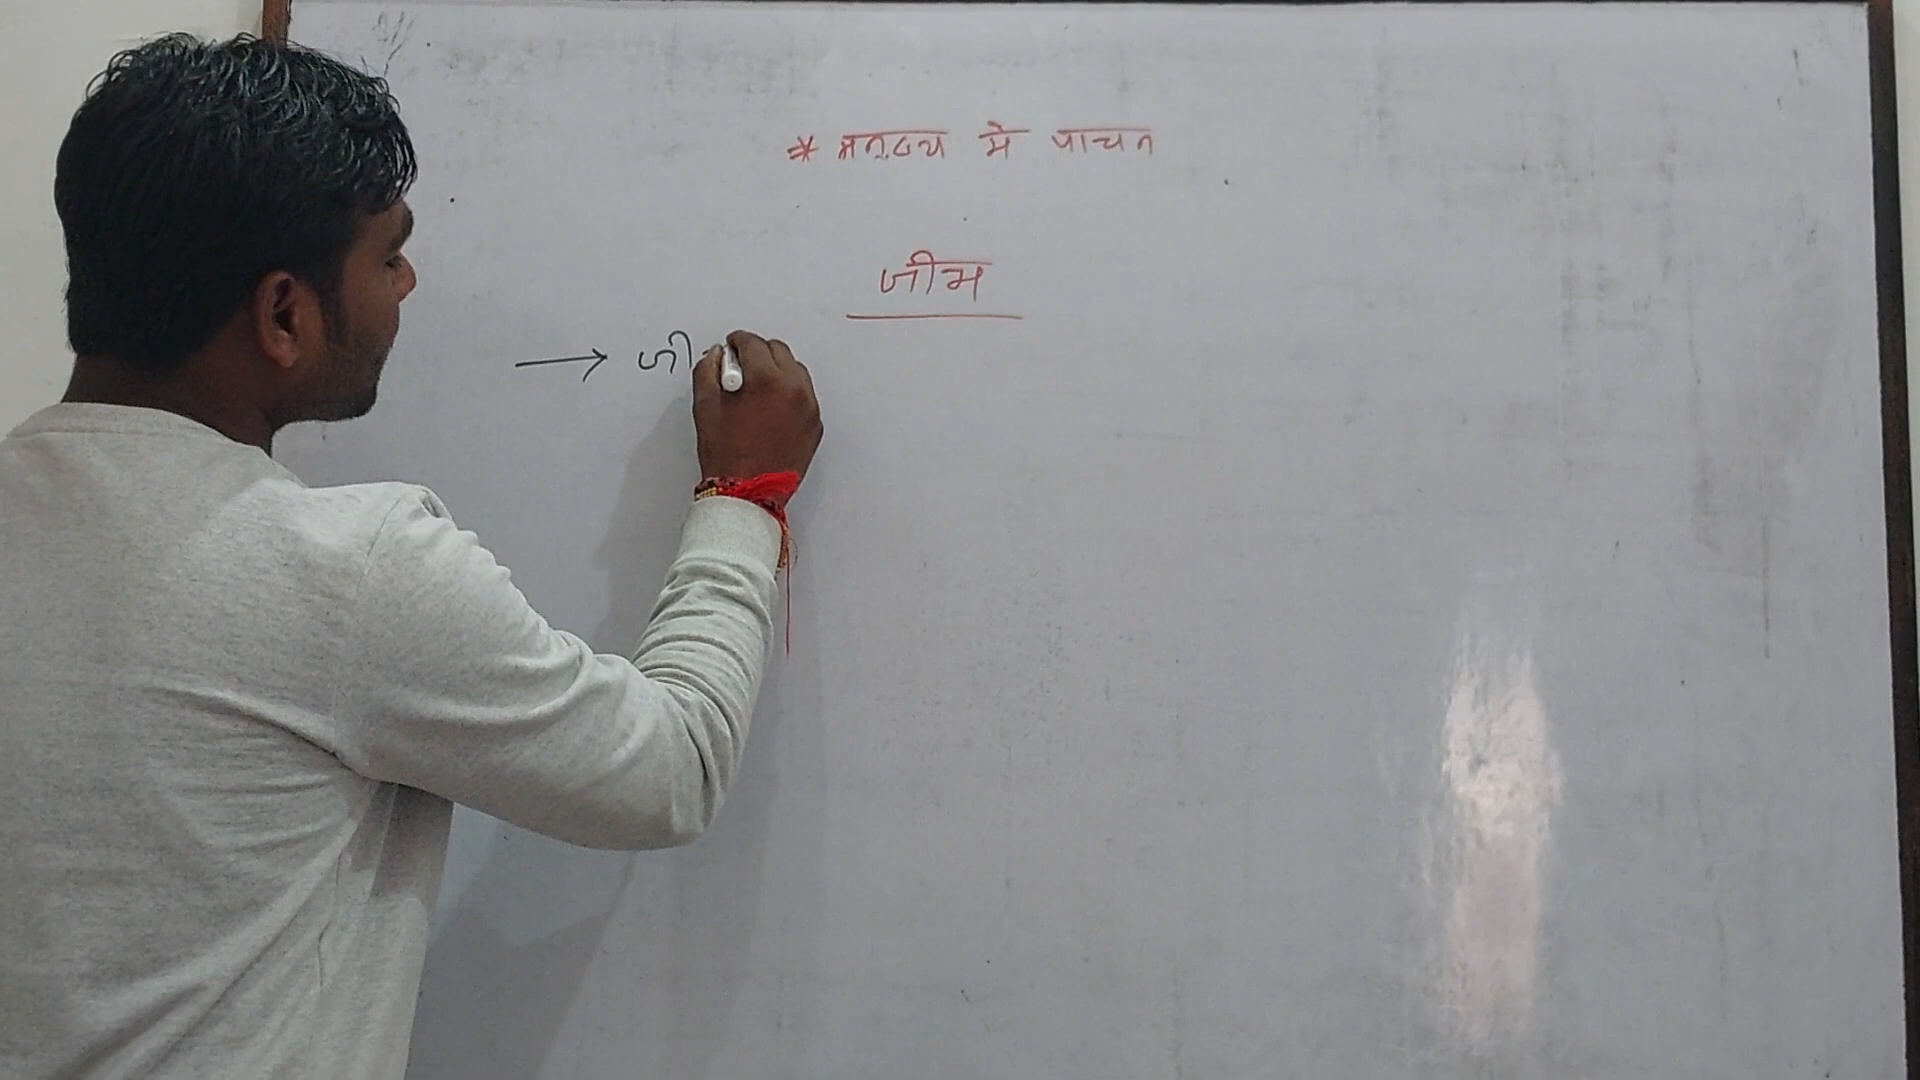 * मनुष्य मे पाचन
जीभ
→ जी